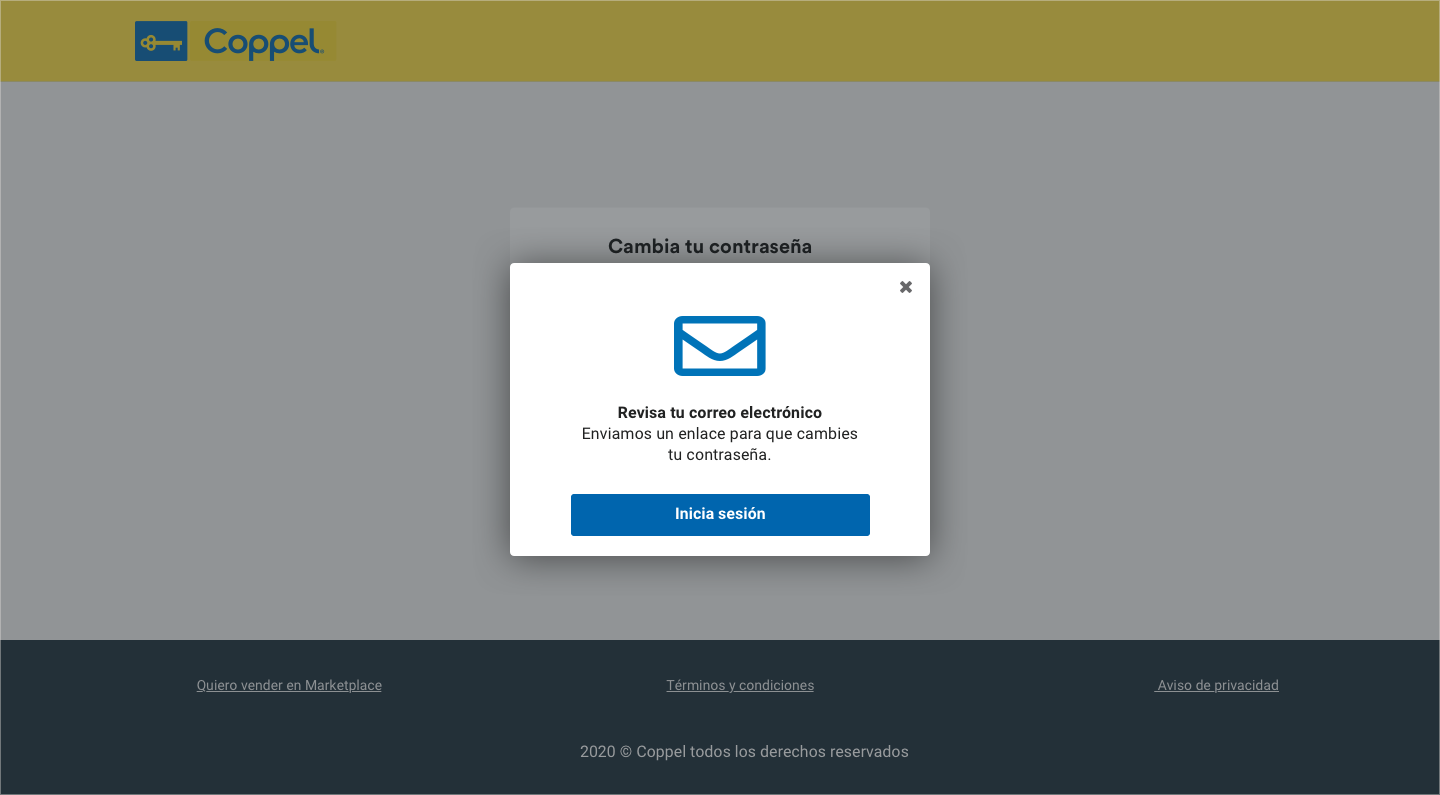 Coppel®
Cambia tu contraseña
Revisa tu correo electrónico
Enviamos un enlace para que cambies
tu contraseña.
Inicia sesión
Quiero vender en Marketplace
Términos y condiciones
Aviso de privacidad
2020 © Coppel todos los derechos reservados